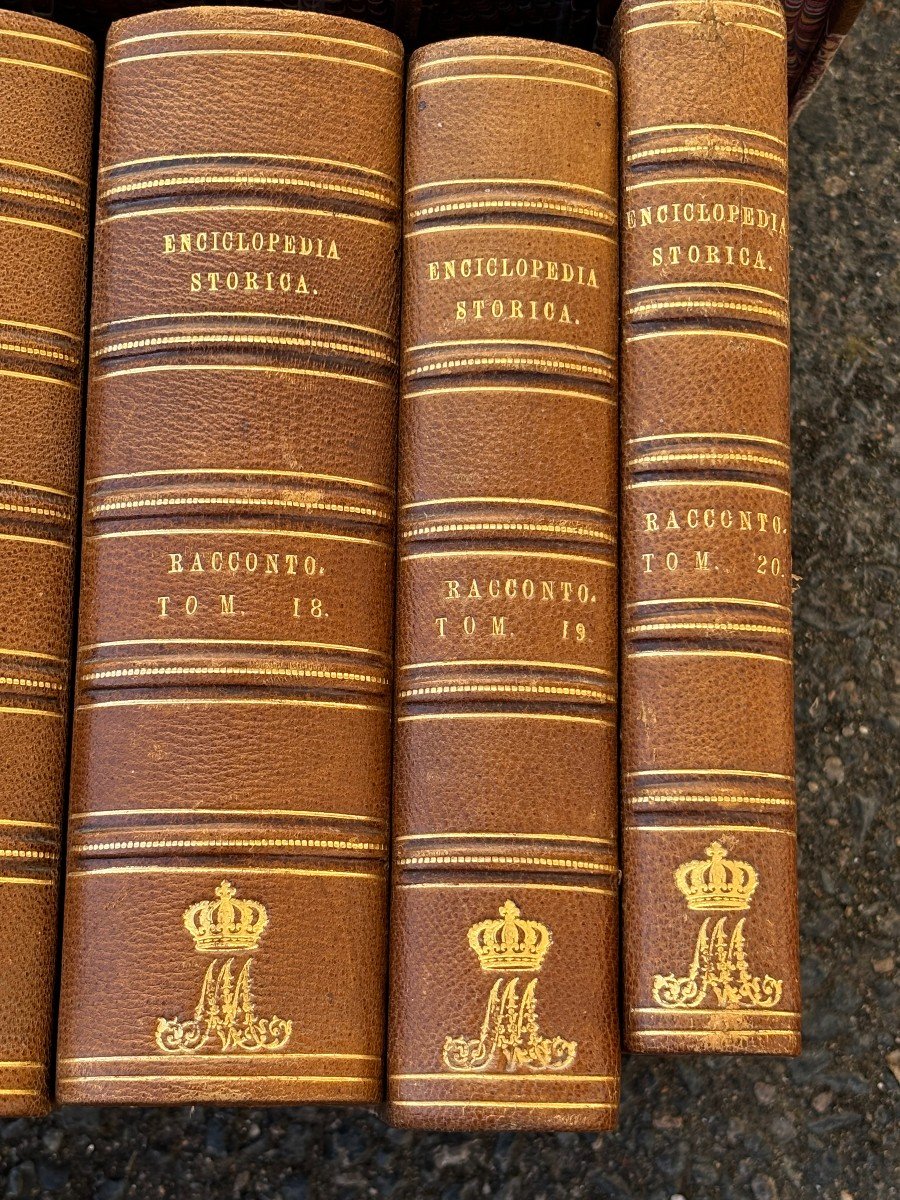 ENCICLOPEDIA
STORICA.
RACCONTO.
TOM. 18.
ENCICLOPEDIA
STORICA.
RACCONTO.
TOM. 19.
ENCICLOPEDIA
STORICA.
RACCONTO.
TOM. 20.